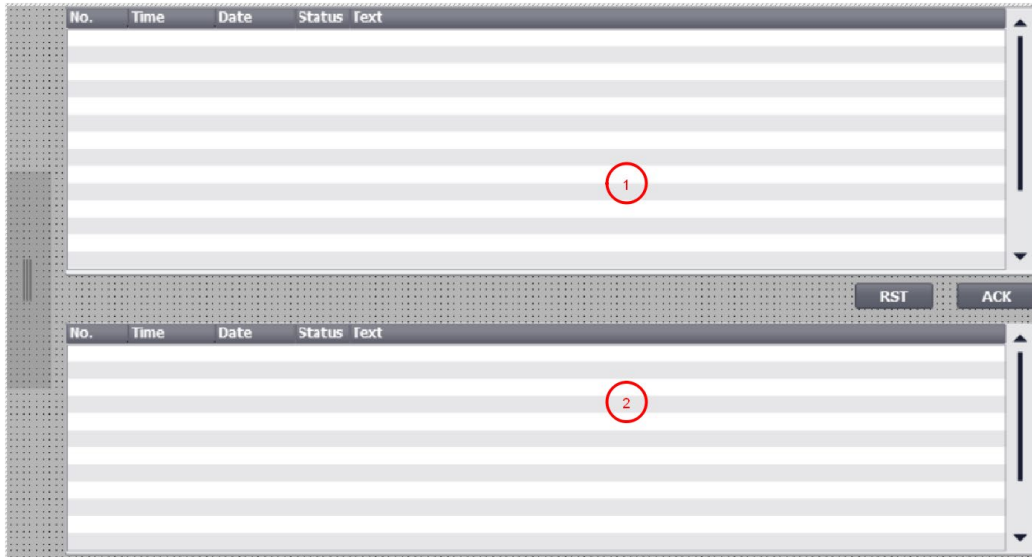 No. Time Date Status Text
1
RST ACK
No. Time Date Status Text
2